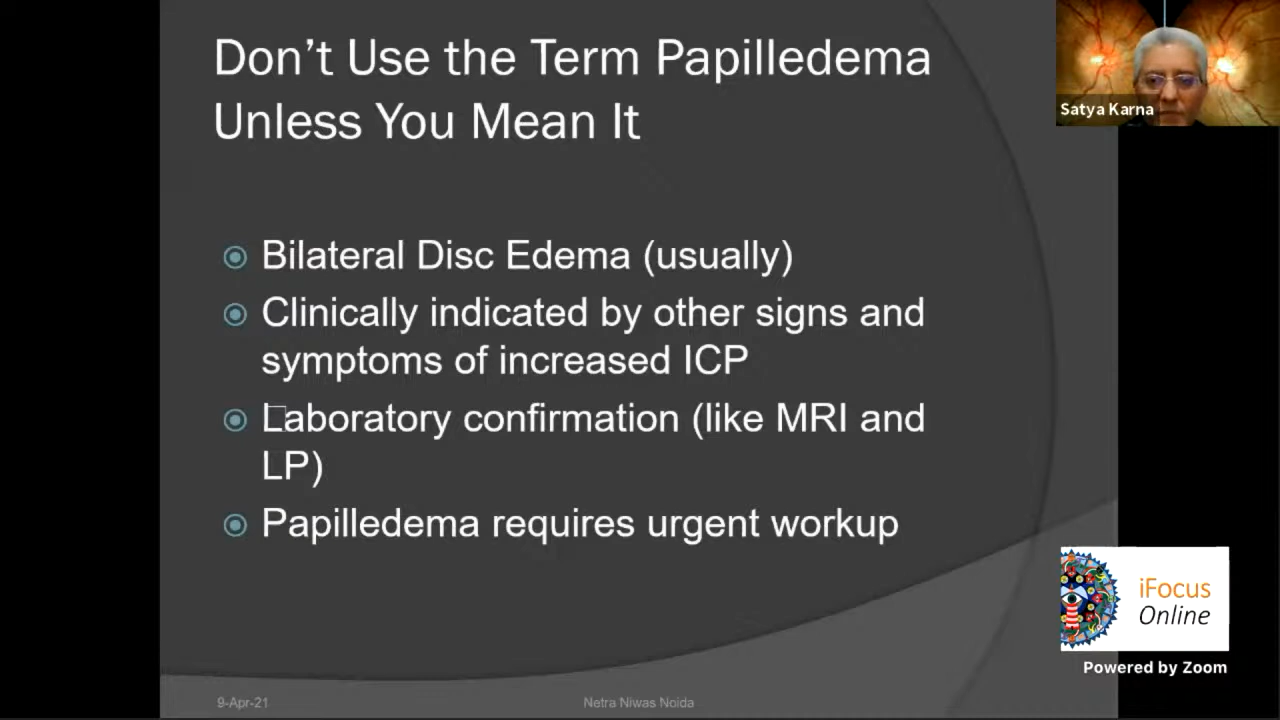 Don’t Use the Term Papilledema
Unless You Mean It
Satya Karna
Bilateral Disc Edema (usually)
Clinically indicated by other signs and
symptoms of increased ICP
Laboratory confirmation (like MRI and
LP)
Papilledema requires urgent workup
iFocus
Online
Powered by Zoom
9-Apr-21
Netra Niwas Noida